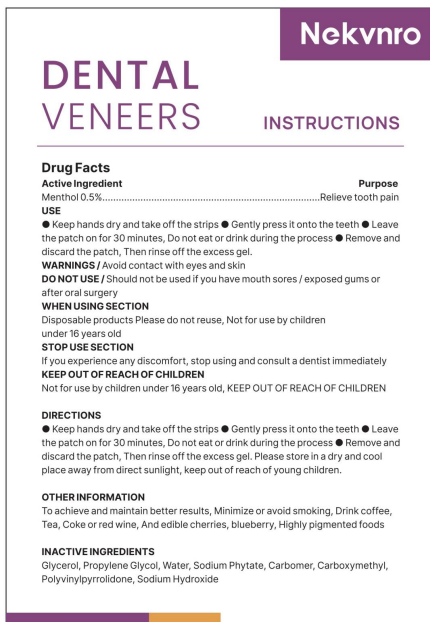 Nekvnro
DENTAL
VENEERS
INSTRUCTIONS
Drug Facts
Active Ingredient Purpose
Menthol 0.5%................................................................................Relieve tooth pain
USE
● Keep hands dry and take off the strips ● Gently press it onto the teeth ● Leave
the patch on for 30 minutes, Do not eat or drink during the process ● Remove and
discard the patch, Then rinse off the excess gel.
WARNINGS / Avoid contact with eyes and skin
DO NOT USE / Should not be used if you have mouth sores / exposed gums or
after oral surgery
WHEN USING SECTION
Disposable products Please do not reuse, Not for use by children
under 16 years old
STOP USE SECTION
If you experience any discomfort, stop using and consult a dentist immediately
KEEP OUT OF REACH OF CHILDREN
Not for use by children under 16 years old, KEEP OUT OF REACH OF CHILDREN
DIRECTIONS
● Keep hands dry and take off the strips ● Gently press it onto the teeth ● Leave
the patch on for 30 minutes, Do not eat or drink during the process ● Remove and
discard the patch, Then rinse off the excess gel. Please store in a dry and cool
place away from direct sunlight, keep out of reach of young children.
OTHER INFORMATION
To achieve and maintain better results, Minimize or avoid smoking, Drink coffee,
Tea, Coke or red wine, And edible cherries, blueberry, Highly pigmented foods
INACTIVE INGREDIENTS
Glycerol, Propylene Glycol, Water, Sodium Phytate, Carbomer, Carboxymethyl,
Polyvinylpyrrolidone, Sodium Hydroxide